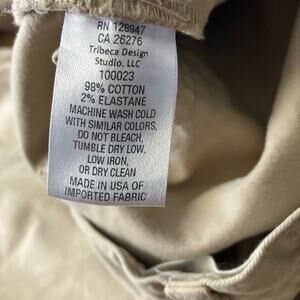 RN 128947
CA 26276
Tribeca Design
Studio, LLC
100023
98% COTTON
2% ELASTANE
MACHINE WASH COLD
WITH SIMILAR COLORS,
DO NOT BLEACH,
TUMBLE DRY LOW,
LOW IRON,
OR DRY CLEAN
MADE IN USA OF
IMPORTED FABRIC